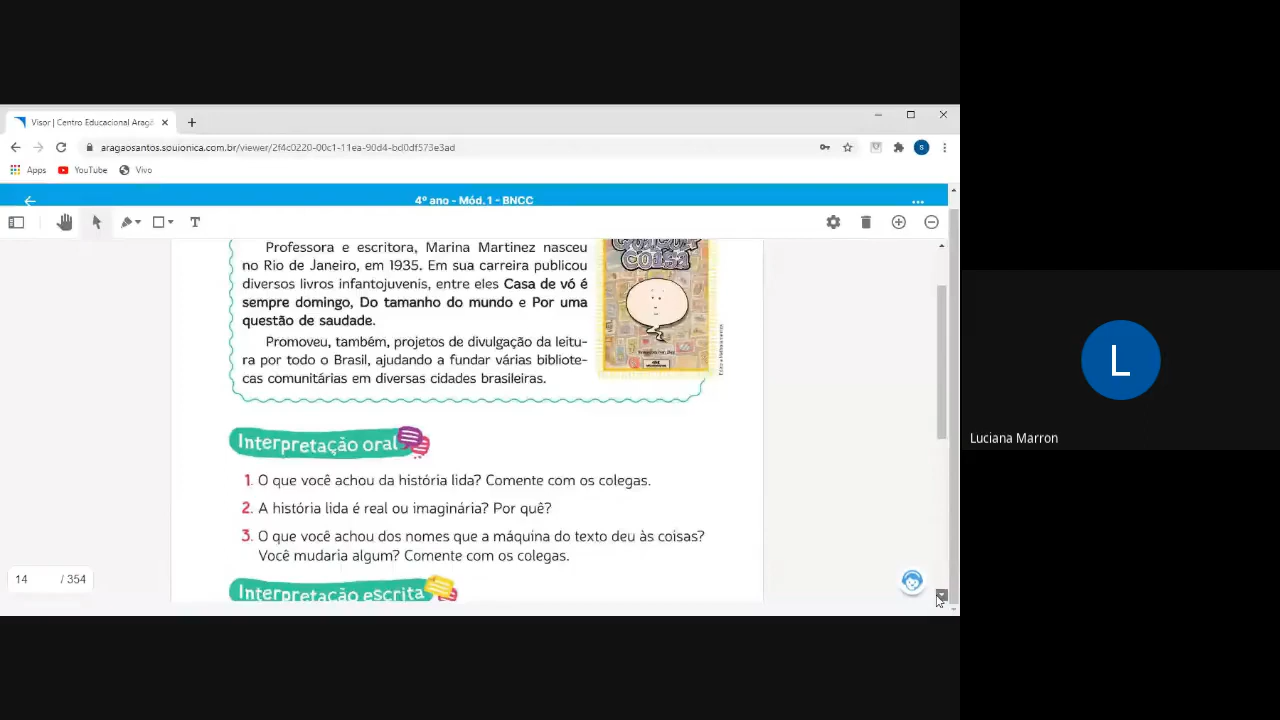 Visor | Centro Educacional Arag
aragaosantos.souionica.com.br/viewer/2f4c0220-00c1-11ea-90d4-bd0df573e3ad
S
Apps YouTube Vivo
4º ano - Mód.1 - BNCC
T
Professora e escritora, Marina Martinez nasceu
no Rio de Janeiro, em 1935. Em sua carreira publicou
diversos livros infantojuvenis, entre eles Casa de vó é
sempre domingo, Do tamanho do mundo e Por uma
questão de saudade.
Promoveu, também, projetos de divulgação da leitu-
ra por todo o Brasil, ajudando a fundar várias bibliote-
cas comunitárias em diversas cidades brasileiras.
coisa
Interpretação oral
1. O que você achou da história lida? Comente com os colegas.
2. A história lida é real ou imaginária? Por quê?
3. O que você achou dos nomes que a máquina do texto deu às coisas?
Você mudaria algum? Comente com os colegas.
Interpretação escrita
14 / 354
L
Luciana Marron